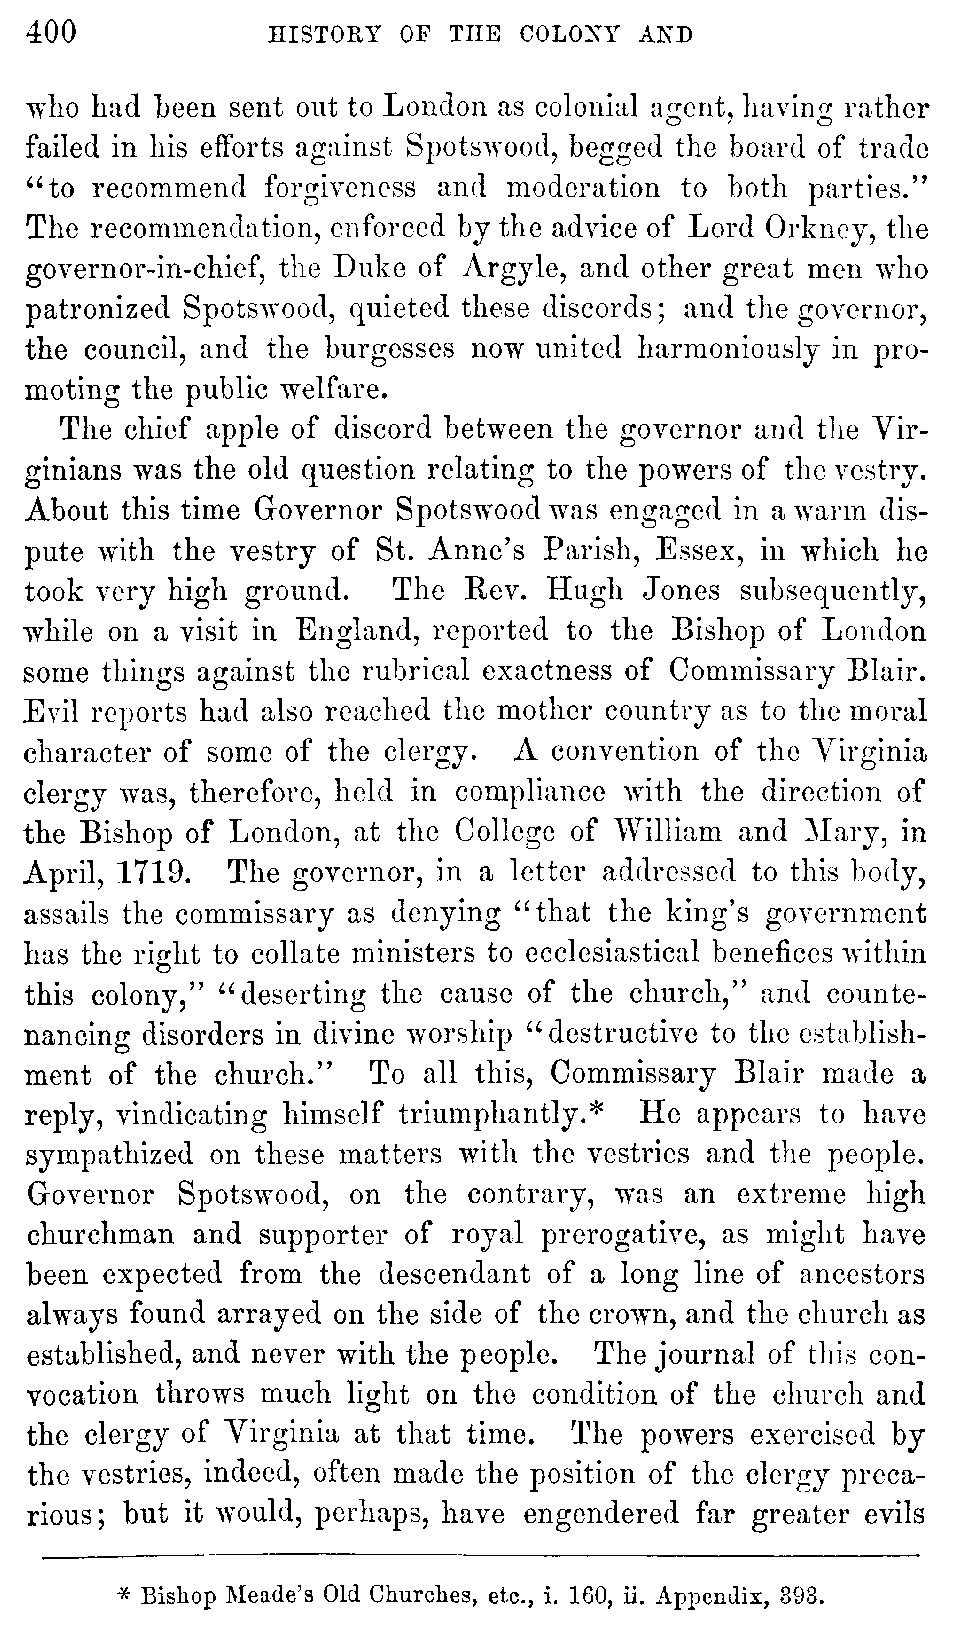 400 HISTORY OF THE COLONY AND
who had been sent out to London as colonial agent, having rather
failed in his efforts against Spotswood, begged the board of trade
"to recommend forgiveness and moderation to both parties."
The recommendation, enforced by the advice of Lord Orkney, the
governor-in-chief, the Duke of Argyle, and other great men who
patronized Spotswood, quieted these discords; and the governor,
the council, and the burgesses now united harmoniously in pro-
moting the public welfare.
The chief apple of discord between the governor and the Vir-
ginians was the old question relating to the powers of the vestry.
About this time Governor Spotswood was engaged in a warm dis-
pute with the vestry of St. Anne's Parish, Essex, in which he
took very high ground. The Rev. Hugh Jones subsequently,
while on a visit in England, reported to the Bishop of London
some things against the rubrical exactness of Commissary Blair.
Evil reports had also reached the mother country as to the moral
character of some of the clergy. A convention of the Virginia
clergy was, therefore, held in compliance with the direction of
the Bishop of London, at the College of William and Mary, in
April, 1719. The governor, in a letter addressed to this body,
assails the commissary as denying "that the king's government
has the right to collate ministers to ecclesiastical benefices within
this colony," "deserting the cause of the church," and counte-
nancing disorders in divine worship "destructive to the establish-
ment of the church." To all this, Commissary Blair made a
reply, vindicating himself triumphantly.* He appears to have
sympathized on these matters with the vestries and the people.
Governor Spotswood, on the contrary, was an extreme high
churchman and supporter of royal prerogative, as might have
been expected from the descendant of a long line of ancestors
always found arrayed on the side of the crown, and the church as
established, and never with the people. The journal of this con-
vocation throws much light on the condition of the church and
the clergy of Virginia at that time. The powers exercised by
the vestries, indeed, often made the position of the clergy preca-
rious; but it would, perhaps, have engendered far greater evils
* Bishop Meade's Old Churches, etc., i. 160, ii. Appendix, 393.